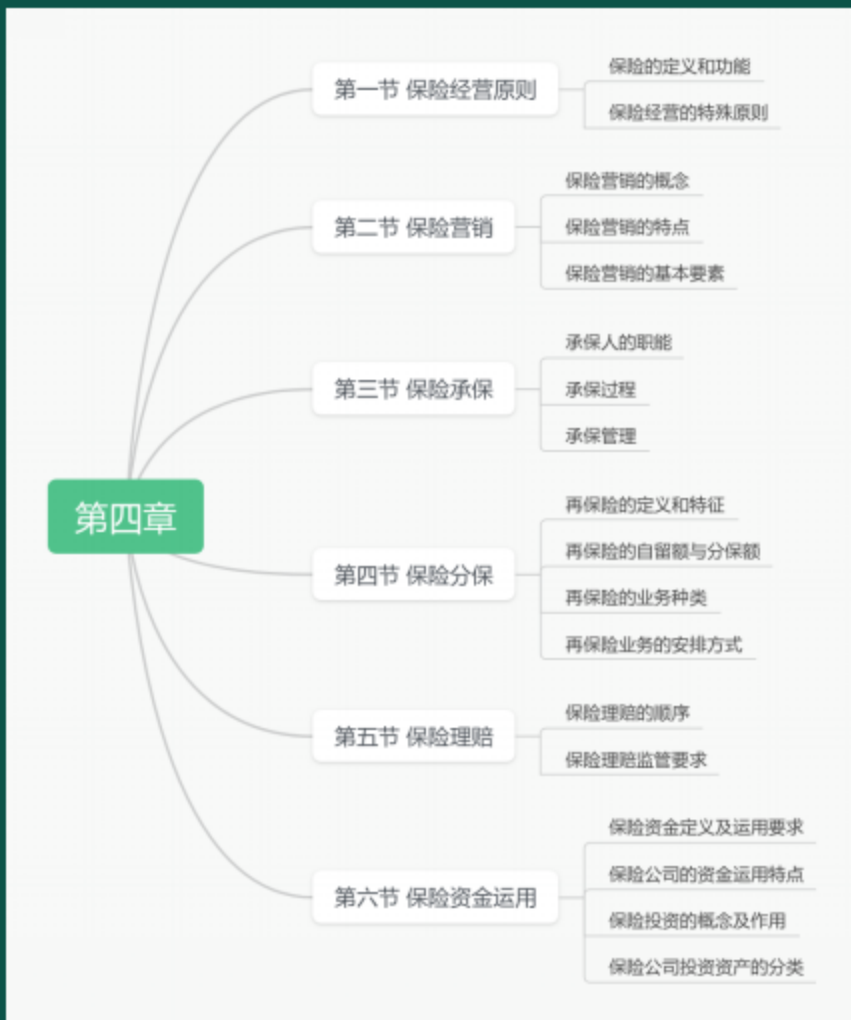 第四章
第一节 保险经营原则
保险的定义和功能
保险经营的特殊原则
第二节 保险营销
保险营销的概念
保险营销的特点
保险营销的基本要素
第三节 保险承保
承保人的职能
承保过程
承保管理
第四节 保险分保
再保险的定义和特征
再保险的自留额与分保额
再保险的业务种类
再保险业务的安排方式
第五节 保险理赔
保险理赔的顺序
保险理赔监管要求
第六节 保险资金运用
保险资金定义及运用要求
保险公司的资金运用特点
保险投资的概念及作用
保险公司投资资产的分类